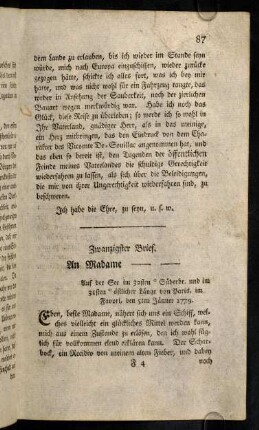 87
dem Lande zu erlauben, bis ich wieder im Stande seyn
würde, mich nach Europa einzuschiffen, wieder zurücke
gezogen hätte, schickte ich alles fort, was ich bey mir
hatte, und was nicht wohl für ein Fahrzeug taugte, das
weder in Ansehung der Sauberkeit, noch der zierlichen
Bauart wegen merkwürdig war. Habe ich noch das
Glück, diese Reise zu überleben; so werde ich so wohl in
Ihr Vaterland, gnädiger Herr, als in das meinige,
ein Herz mitbringen, das den Eindruck von dem Cha-
rakter des Vicomte De-Souillac angenommen hat, und
das eben so bereit ist, den Tugenden der öffentlichen
Feinde meines Vaterlandes die schuldige Gerechtigkeit
wiederfahren zu lassen, als sich über die Beleidigungen,
die mir von ihrer Ungerechtigkeit wiederfahren sind, zu
beschweren.
Ich habe die Ehre, zu seyn, u. s. w.
Zwanzigster Brief.
An Madame
Auf der See im 30sten ° Süderbr. und im
31sten ° östlicher Länge von Paris, im
Favori, den 5ten Jänner 1779.
Eben, beste Madame, nähert sich uns ein Schiff, wel-
ches vielleicht ein glückliches Mittel werden kann,
mich aus einem Zustande zu erlösen, den ich wohl füg-
lich für vollkommen elend erklären kann. Der Schar-
bock, ein Recidiv von meinem alten Fieber, und dabey
F 4
noch